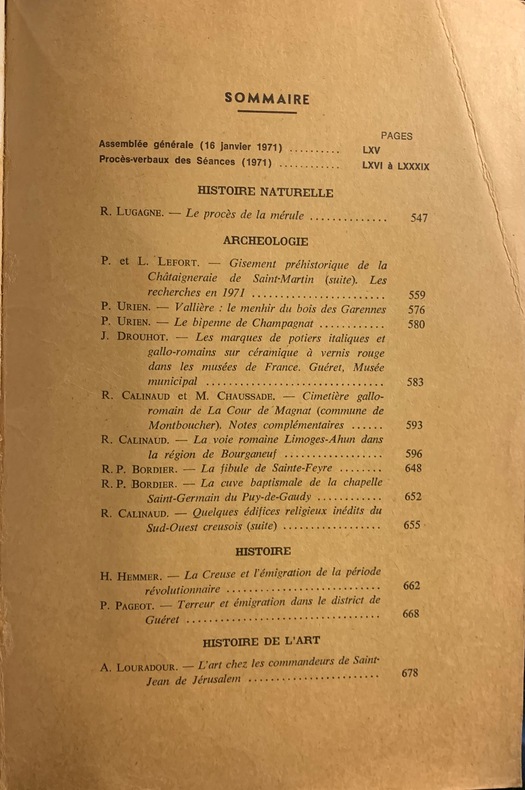 SOMMAIRE
PAGES
Assemblée générale (16 janvier 1971) .......... LXV
Procès-verbaux des Séances (1971) ............ LXVI à LXXXIX
HISTOIRE NATURELLE
R. LUGAGNE. — Le procès de la mérule .............. 547
ARCHEOLOGIE
P. et L. LEFORT. — Gisement préhistorique de la
Châtaigneraie de Saint-Martin (suite). Les
recherches en 1971 ........................ 559
P. URIEN. — Vallière : le menhir du bois des Garennes 576
P. URIEN. — Le bipenne de Champagnat ............ 580
J. DROUHOT. — Les marques de potiers italiques et
gallo-romains sur céramique à vernis rouge
dans les musées de France. Guéret, Musée
municipal ................................ 583
R. CALINAUD et M. CHAUSSADE. — Cimetière gallo-
romain de La Cour de Magnat (commune de
Montboucher). Notes complémentaires ...... 593
R. CALINAUD. — La voie romaine Limoges-Ahun dans
la région de Bourganeuf .................. 596
R. P. BORDIER. — La fibule de Sainte-Feyre ........ 648
R. P. BORDIER. — La cuve baptismale de la chapelle
Saint-Germain du Puy-de-Gaudy ............ 652
R. CALINAUD. — Quelques édifices religieux inédits du
Sud-Ouest creusois (suite) .................. 655
HISTOIRE
H. HEMMER. — La Creuse et l'émigration de la période
révolutionnaire ............................ 662
P. PAGEOT. — Terreur et émigration dans le district de
Guéret .................................... 668
HISTOIRE DE L'ART
A. LOURADOUR. — L'art chez les commandeurs de Saint-
Jean de Jérusalem ........................ 678